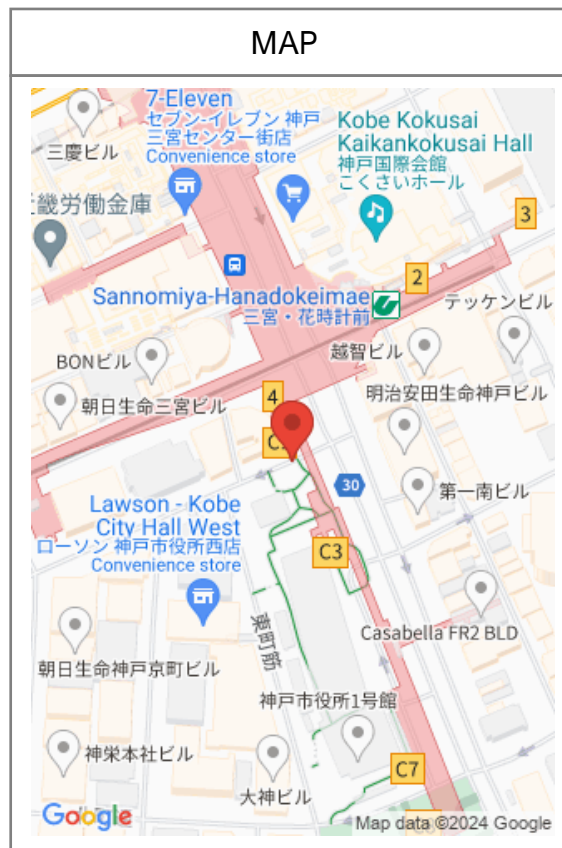 MAP
7-Eleven
セブン-イレブン 神戸
三宮センター街店
Convenience store
三慶ビル
Kobe Kokusai
Kaikankokusai Hall
神戸国際会館
こくさいホール
畿労働金庫
3
2
Sannomiya-Hanadokeimae
三宮・花時計前
テッケンビル
越智ビル
BONビル
明治安田生命神戸ビル
朝日生命三宮ビル
4
30
第一南ビル
Lawson - Kobe
City Hall West
ローソン 神戸市役所西店
Convenience store
C3
東町筋
Casabella FR2 BLD
朝日生命神戸京町ビル
神戸市役所1号館
神栄本社ビル
大神ビル
C7
Google
Map data ©2024 Google